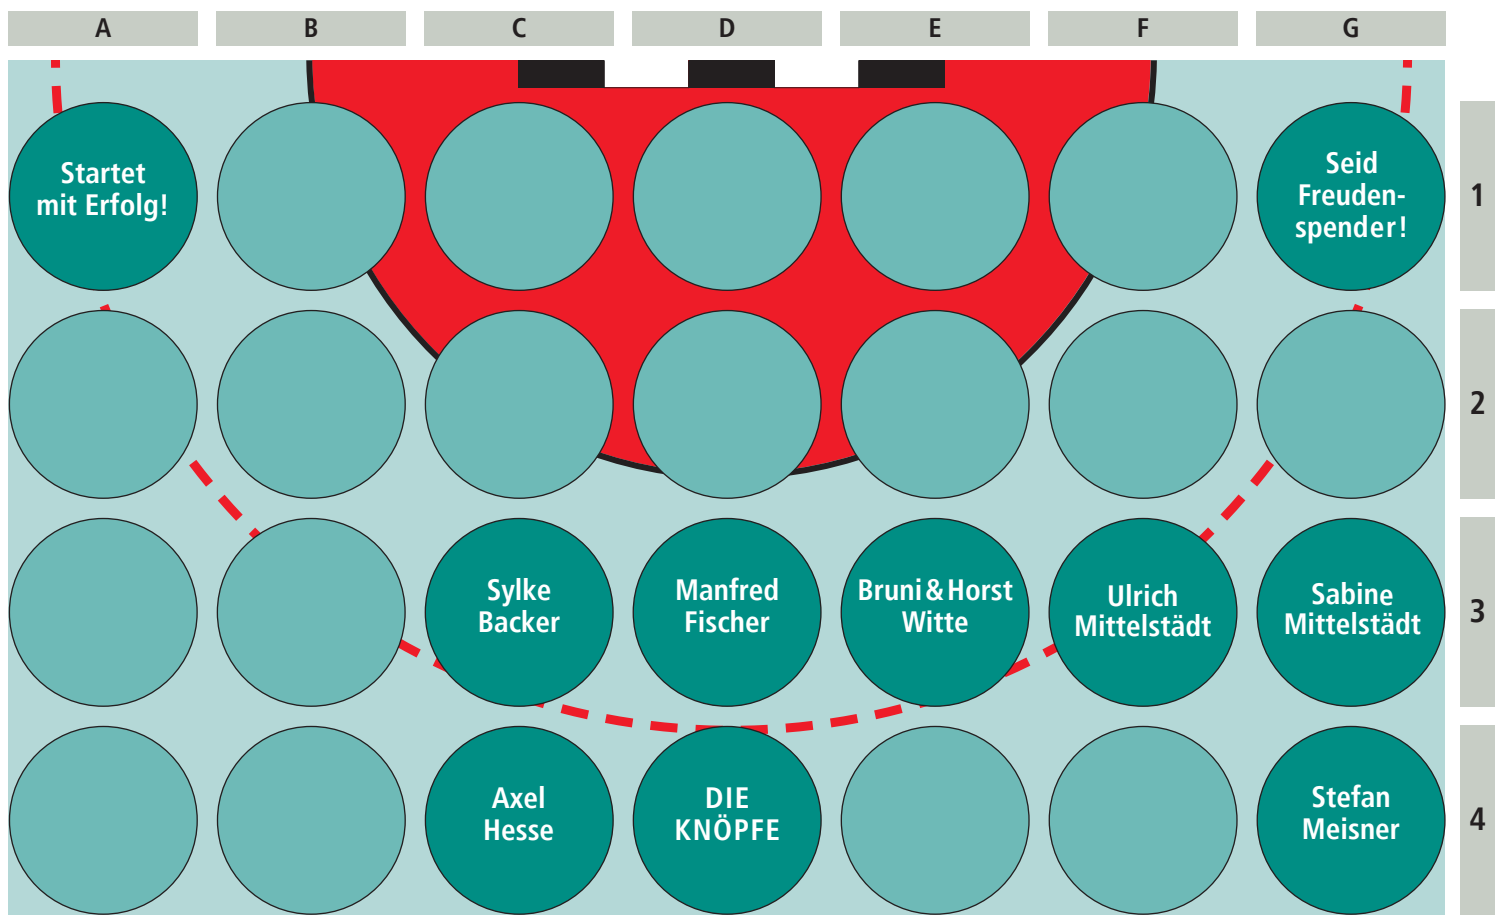 A B C D E F G
Startet
mit Erfolg!
Seid
Freuden-
spender!
1
2
Sylke
Backer
Manfred
Fischer
Bruni & Horst
Witte
Ulrich
Mittelstädt
Sabine
Mittelstädt
3
Axel
Hesse
DIE
KNÖPFE
Stefan
Meisner
4